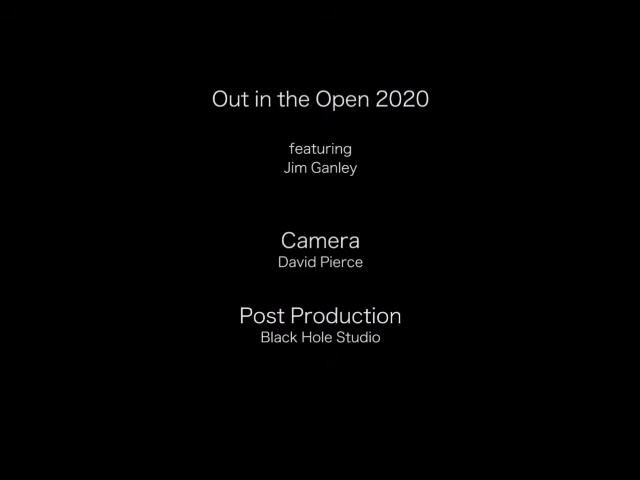 Out in the Open 2020
featuring
Jim Ganley
Camera
David Pierce
Post Production
Black Hole Studio